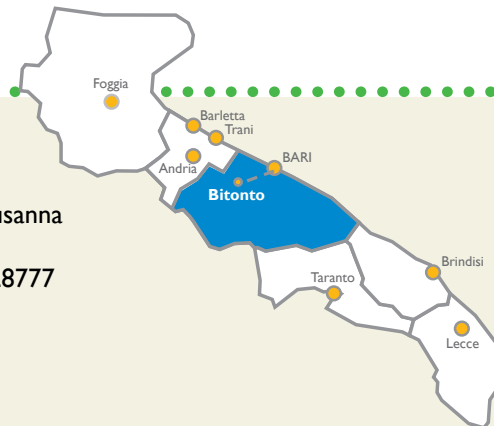 Foggia
Barletta
Trani
BARI
Andria
Bitonto
usanna
8777
Brindisi
Taranto
Lecce